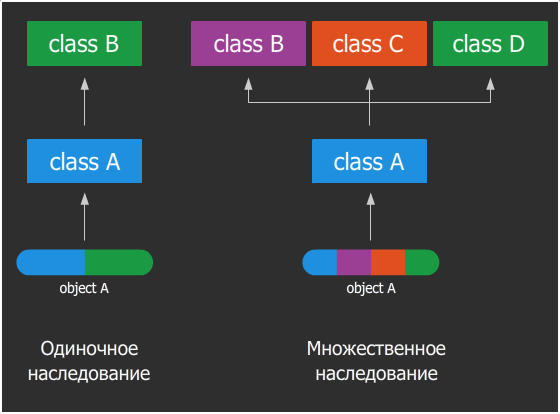 class B
class B
class C
class D
class A
class A
object A
object A
Одиночное
наследование
Множественное
наследование